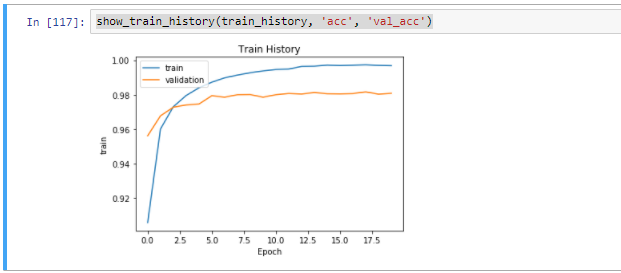 In [117]: show_train_history(train_history, 'acc', 'val_acc')
Train History
1.00
0.98
0.96
0.94
0.92
train
train
validation
0.0 2.5 5.0 7.5 10.0 12.5 15.0 17.5
Epoch